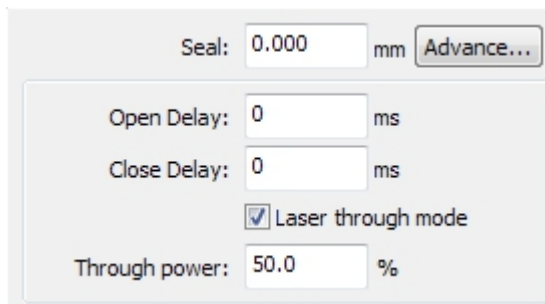 Seal: 0.000 mm Advance...
Open Delay: 0 ms
Close Delay: 0 ms
Laser through mode
Through power: 50.0 %